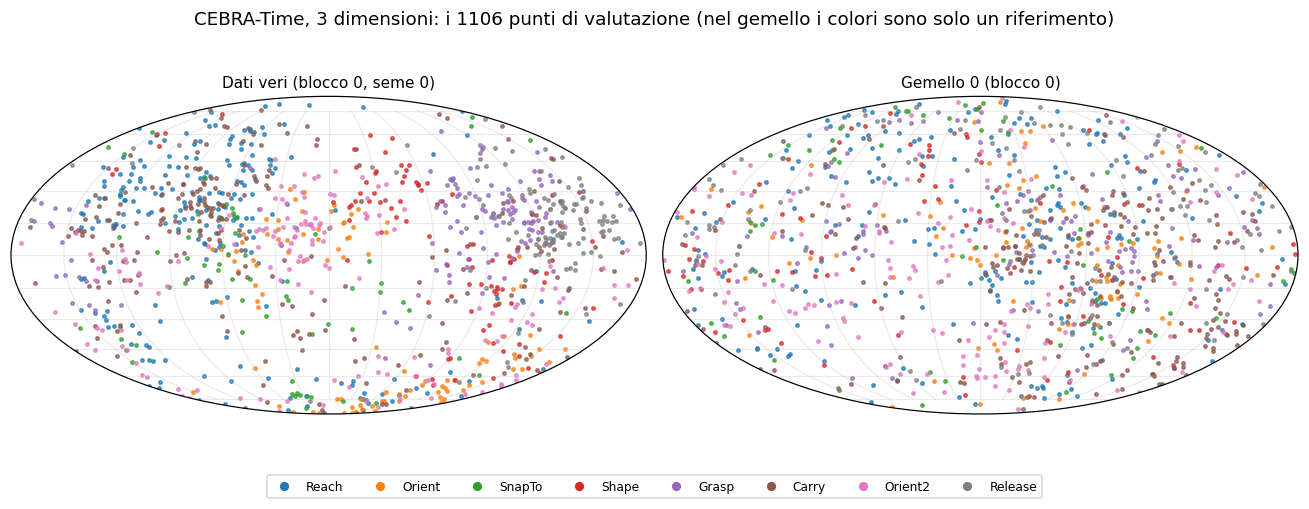 CEBRA-Time, 3 dimensioni: i 1106 punti di valutazione (nel gemello i colori sono solo un riferimento)
Dati veri (blocco 0, seme 0)
Gemello 0 (blocco 0)
Reach
Orient
SnapTo
Shape
Grasp
Carry
Orient2
Release